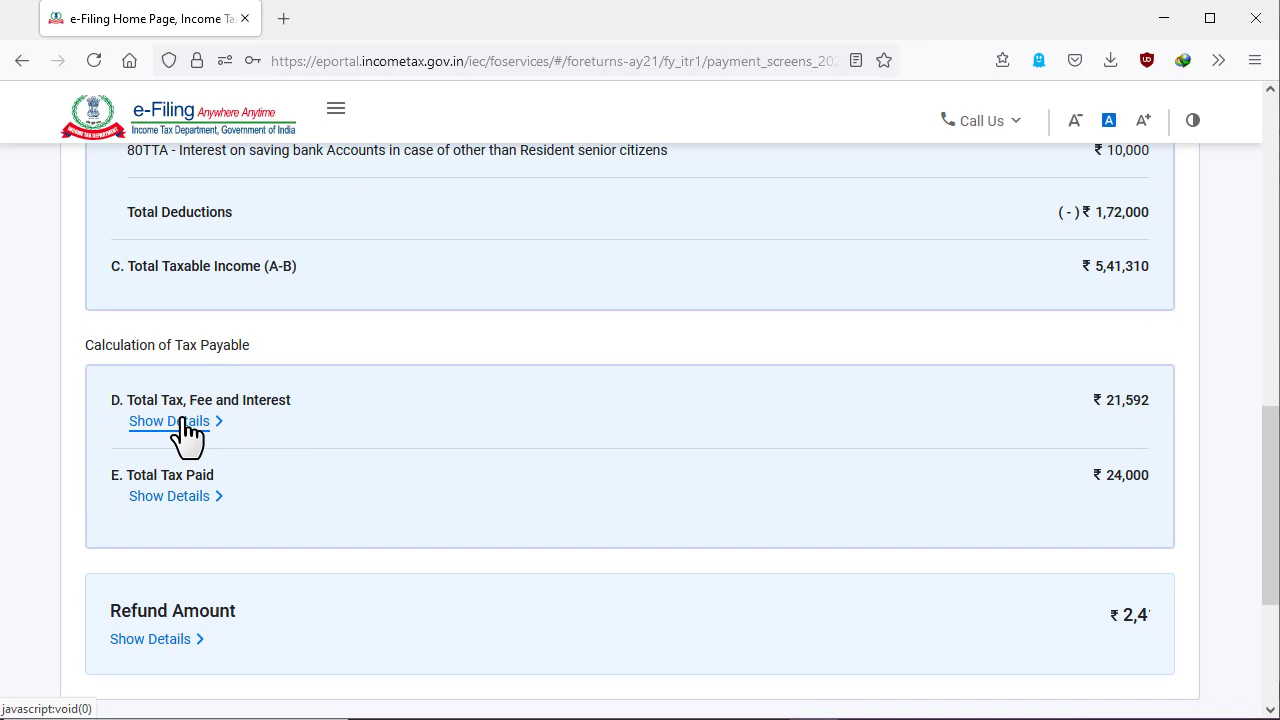 e-Filing Home Page, Income Ta
https://eportal.incometax.gov.in/iec/foservices/#/foreturns-ay21/fy_itr1/payment_screens_202
e-Filing Anywhere Anytime
Income Tax Department, Government of India
Call Us
A-
A
A+
80TTA - Interest on saving bank Accounts in case of other than Resident senior citizens ₹ 10,000
Total Deductions ( - ) ₹ 1,72,000
C. Total Taxable Income (A-B) ₹ 5,41,310
Calculation of Tax Payable
D. Total Tax, Fee and Interest ₹ 21,592
Show Details
E. Total Tax Paid ₹ 24,000
Show Details
Refund Amount ₹ 2,4
Show Details
javascript:void(0)